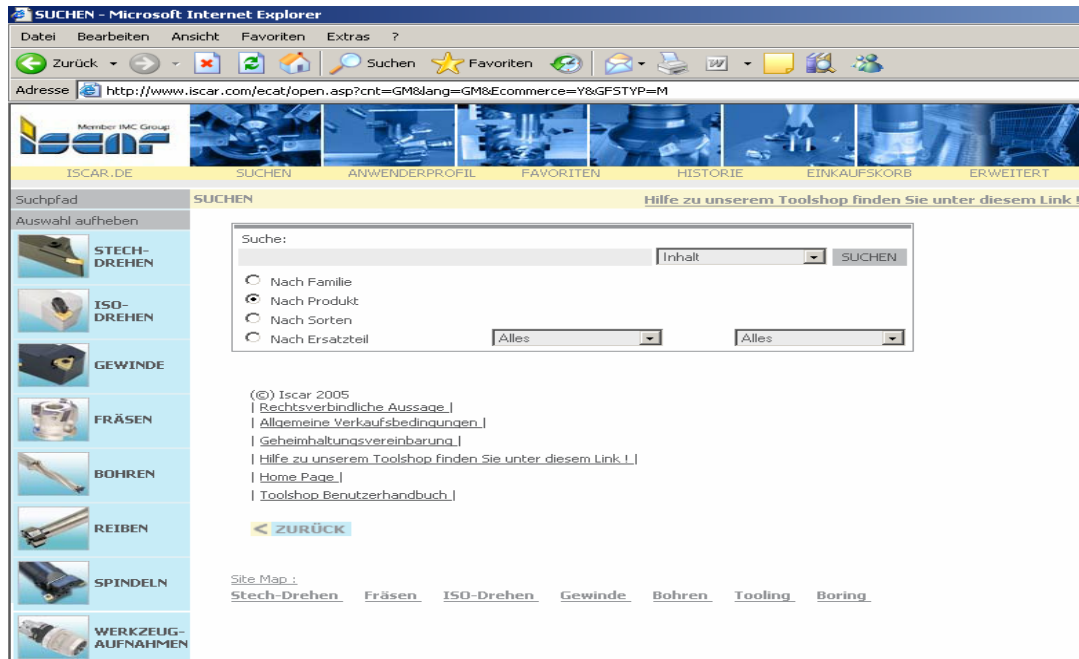 SUCHEN - Microsoft Internet Explorer
Datei Bearbeiten Ansicht Favoriten Extras ?
Zurück Suchen Favoriten
Adresse http://www.iscar.com/ecat/open.asp?cnt=GM&lang=GM&Ecommerce=Y&GFSTYP=M
Member IMC Group
iscar
ISCAR.DE SUCHEN ANWENDERPROFIL FAVORITEN HISTORIE EINKAUFSKORB ERWEITERT
Suchpfad SUCHEN Hilfe zu unserem Toolshop finden Sie unter diesem Link !
Auswahl aufheben
STECH-
DREHEN
ISO-
DREHEN
GEWINDE
FRÄSEN
BOHREN
REIBEN
SPINDELN
WERKZEUG-
AUFNAHMEN
Suche:
Inhalt SUCHEN
Nach Familie
Nach Produkt
Nach Sorten
Nach Ersatzteil Alles Alles
(©) Iscar 2005
| Rechtsverbindliche Aussage |
| Allgemeine Verkaufsbedingungen |
| Geheimhaltungsvereinbarung |
| Hilfe zu unserem Toolshop finden Sie unter diesem Link ! |
| Home Page |
| Toolshop Benutzerhandbuch |
< ZURÜCK
Site Map :
Stech-Drehen Fräsen ISO-Drehen Gewinde Bohren Tooling Boring